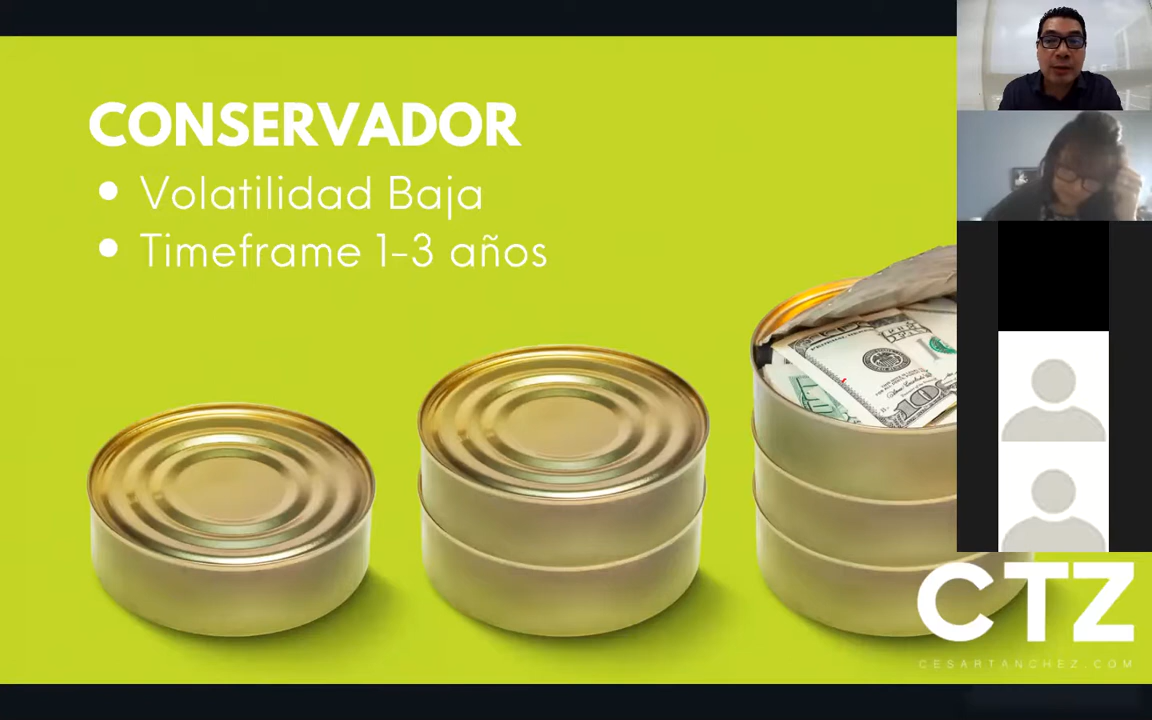 CONSERVADOR
• Volatilidad Baja
• Timeframe 1-3 años
CTZ
CESARTANCHEZ.COM